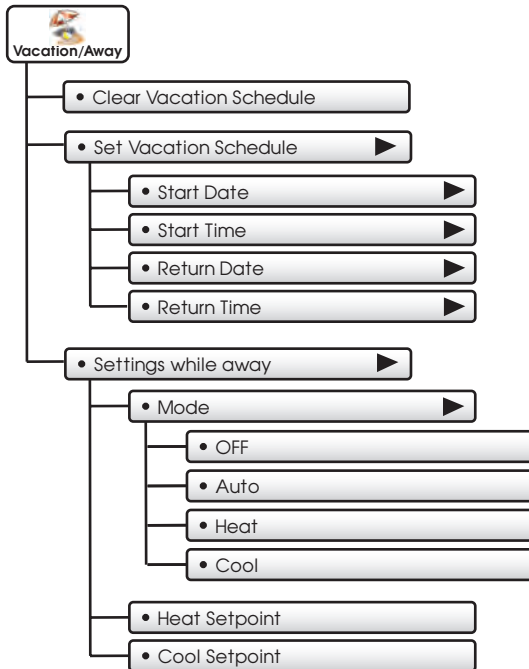 Vacation/Away
• Clear Vacation Schedule
• Set Vacation Schedule
• Start Date
• Start Time
• Return Date
• Return Time
• Settings while away
• Mode
• OFF
• Auto
• Heat
• Cool
• Heat Setpoint
• Cool Setpoint